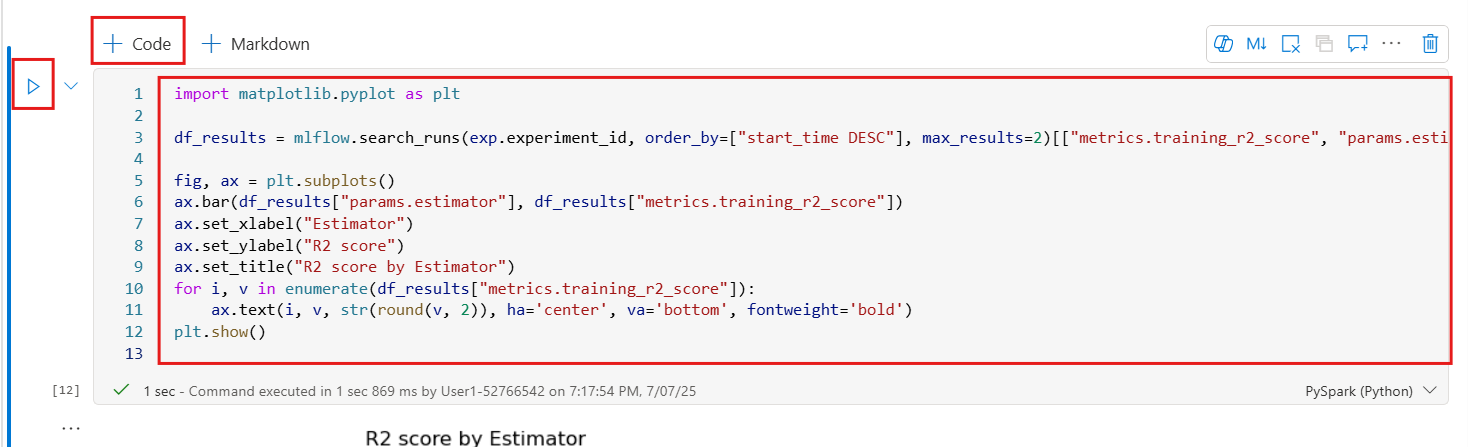 Code Markdown
M↓ ...
1 import matplotlib.pyplot as plt
2
3 df_results = mlflow.search_runs(exp.experiment_id, order_by=["start_time DESC"], max_results=2)[["metrics.training_r2_score", "params.esti
4
5 fig, ax = plt.subplots()
6 ax.bar(df_results["params.estimator"], df_results["metrics.training_r2_score"])
7 ax.set_xlabel("Estimator")
8 ax.set_ylabel("R2 score")
9 ax.set_title("R2 score by Estimator")
10 for i, v in enumerate(df_results["metrics.training_r2_score"]):
11     ax.text(i, v, str(round(v, 2)), ha='center', va='bottom', fontweight='bold')
12 plt.show()
13
[12] 1 sec - Command executed in 1 sec 869 ms by User1-52766542 on 7:17:54 PM, 7/07/25 PySpark (Python)
...
R2 score by Estimator